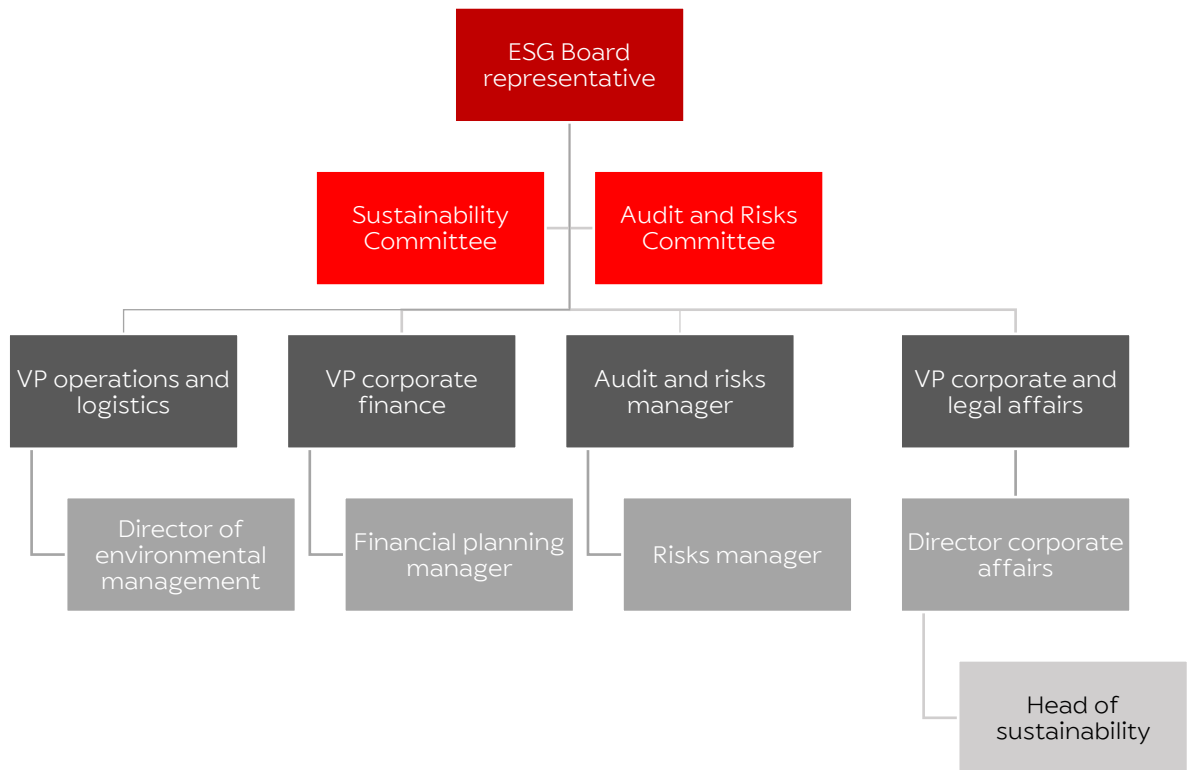 ESG Board
representative
Sustainability
Committee
Audit and Risks
Committee
VP operations and
logistics
VP corporate
finance
Audit and risks
manager
VP corporate and
legal affairs
Director of
environmental
management
Financial planning
manager
Risks manager
Director corporate
affairs
Head of
sustainability